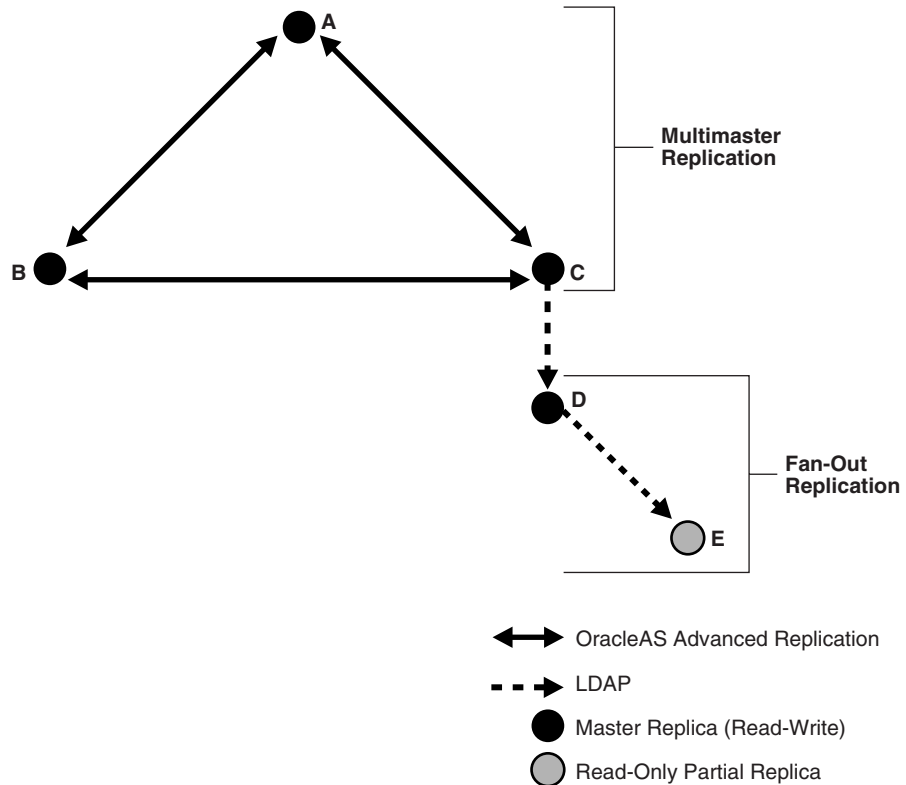 A
Multimaster
Replication
B
C
D
Fan-Out
Replication
E
OracleAS Advanced Replication
LDAP
Master Replica (Read-Write)
Read-Only Partial Replica